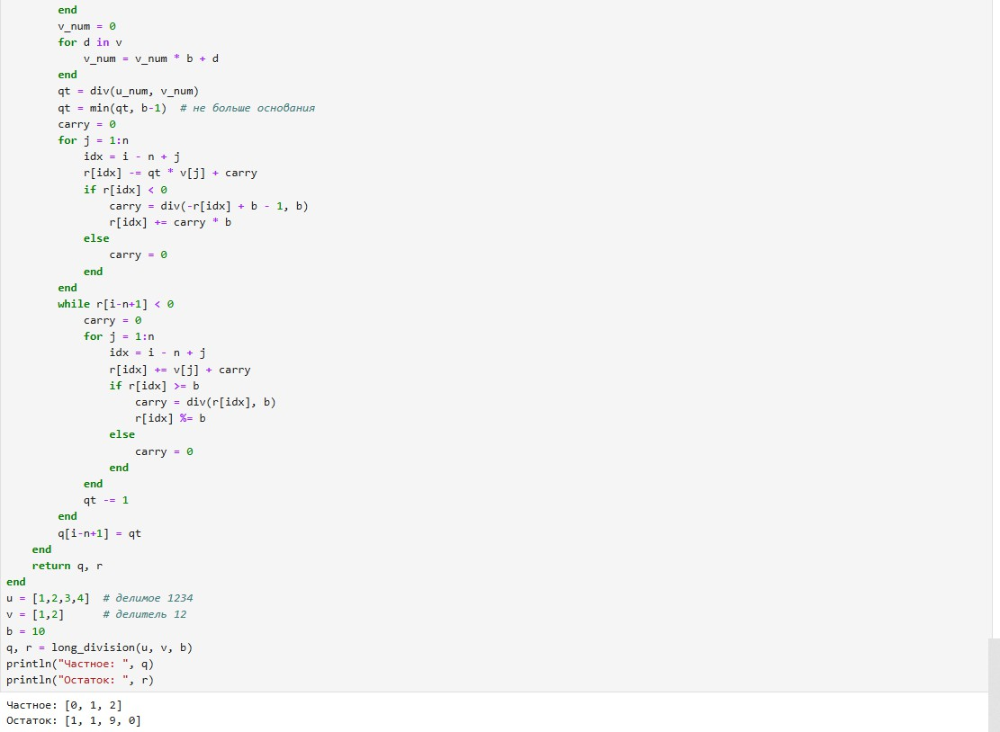 end
        v_num = 0
        for d in v
            v_num = v_num * b + d
        end
        qt = div(u_num, v_num)
        qt = min(qt, b-1)  # не больше основания
        carry = 0
        for j = 1:n
            idx = i - n + j
            r[idx] -= qt * v[j] + carry
            if r[idx] < 0
                carry = div(-r[idx] + b - 1, b)
                r[idx] += carry * b
            else
                carry = 0
            end
        end
        while r[i-n+1] < 0
            carry = 0
            for j = 1:n
                idx = i - n + j
                r[idx] += v[j] + carry
                if r[idx] >= b
                    carry = div(r[idx], b)
                    r[idx] %= b
                else
                    carry = 0
                end
            end
            qt -= 1
        end
        q[i-n+1] = qt
    end
    return q, r
end
u = [1,2,3,4]  # делимое 1234
v = [1,2]      # делитель 12
b = 10
q, r = long_division(u, v, b)
println("Частное: ", q)
println("Остаток: ", r)
Частное: [0, 1, 2]
Остаток: [1, 1, 9, 0]